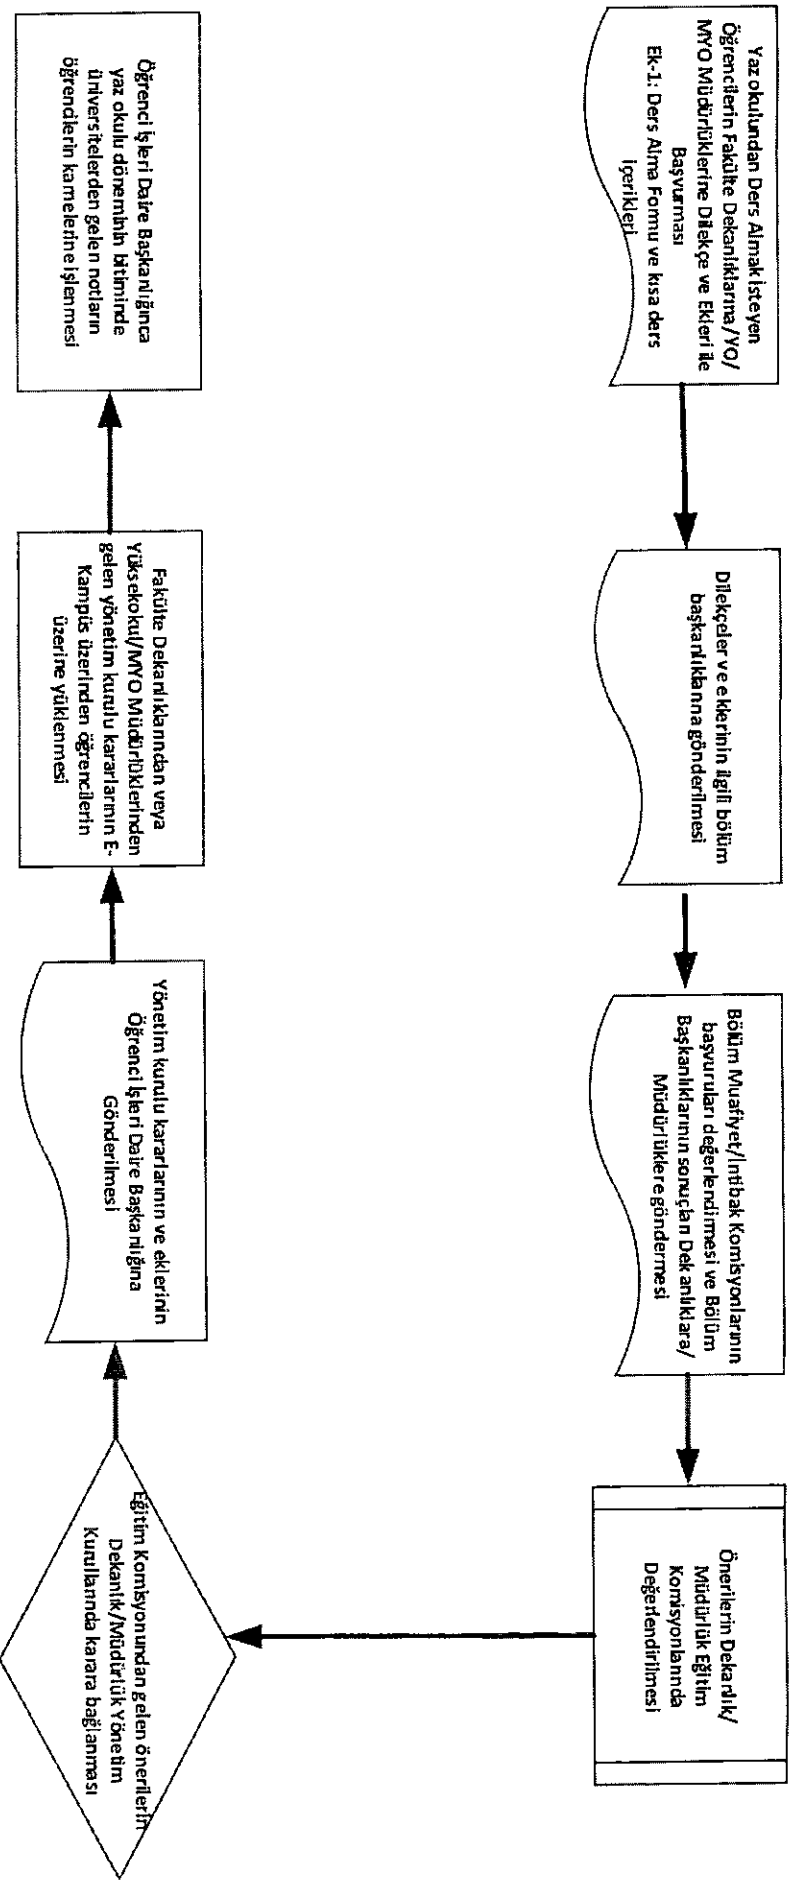 Yaz okulundan Ders Almak isteyen
Öğrencilerin Fakülte Dekanlıklarına/YO/
MYO Müdürlüklerine Dilekçe ve Ekleri ile
Başvurması
Ek-1: Ders Alma Formu ve kısa ders
içerikleri
Dilekçeler ve eklerinin ilgili bölüm
başkanlıklarına gönderilmesi
Bölüm Muafiyet/İntibak Komisyonlarının
başvuruları değerlendirmesi ve Bölüm
Başkanlıklarının sonuçları Dekanlıklara/
Müdürlüklere göndermesi
Önerilerin Dekanlık/
Müdürlük Eğitim
Komisyonlarında
Değerlendirilmesi
Eğitim Komisyonundan gelen önerilerin
Dekanlık/Müdürlük Yönetim
Kurullarında karara bağlanması
Yönetim kurulu kararlarının ve eklerinin
Öğrenci İşleri Daire Başkanlığına
Gönderilmesi
Fakülte Dekanlıklarından veya
Yüksekokul/MYO Müdürlüklerinden
gelen yönetim kurulu kararlarının E-
Kampüs üzerinden öğrencilerin
üzerine yüklenmesi
Öğrenci İşleri Daire Başkanlığınca
yaz okulu döneminin bitiminde
üniversitelerden gelen notların
öğrencilerin karnelerine işlenmesi